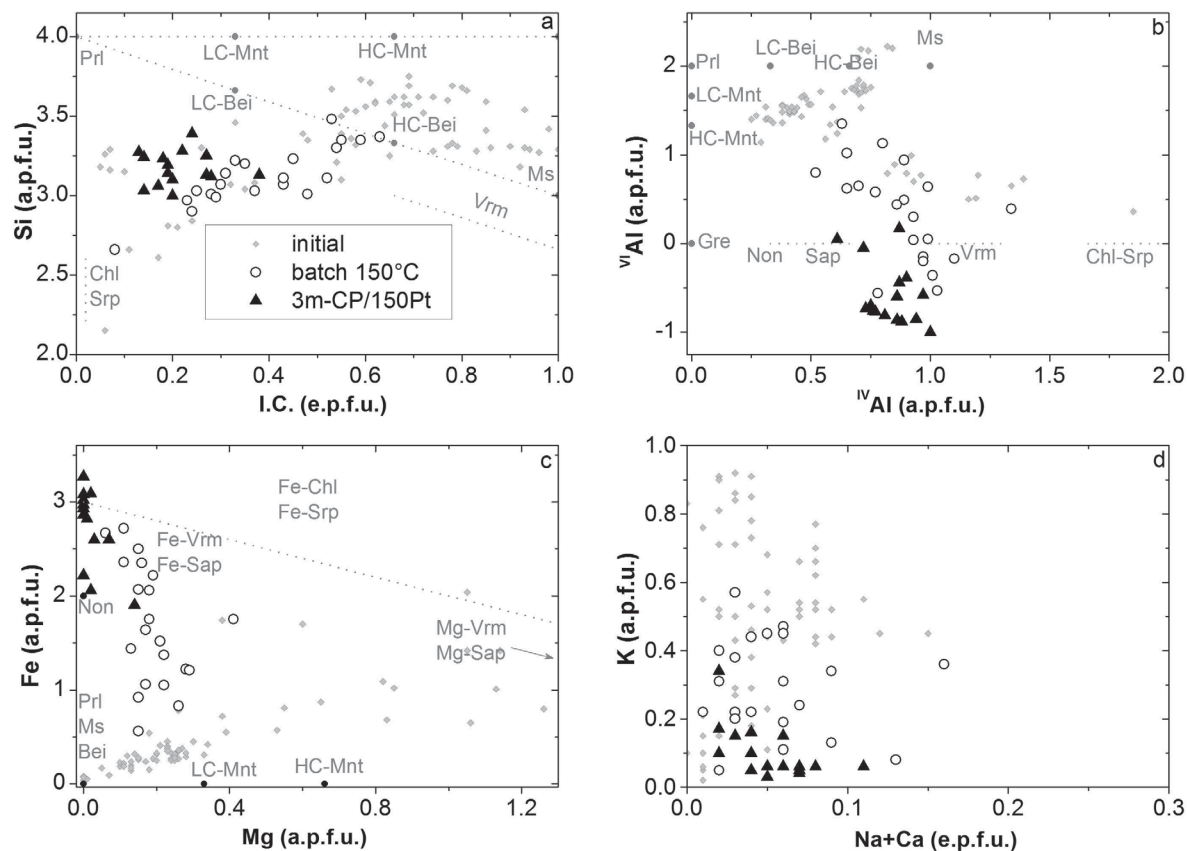 a
4.0
3.5
3.0
2.5
2.0
Si (a.p.f.u.)
Prl
LC-Mnt
HC-Mnt
LC-Bei
HC-Bei
Ms
Vrm
Chl
Srp
initial
batch 150°C
3m-CP/150Pt
0.0 0.2 0.4 0.6 0.8 1.0
I.C. (e.p.f.u.)
b
2
1
0
-1
VIAl (a.p.f.u.)
LC-Bei
HC-Bei
Ms
Prl
LC-Mnt
HC-Mnt
Gre
Non
Sap
Vrm
Chl-Srp
0.0 0.5 1.0 1.5 2.0
IVAl (a.p.f.u.)
c
3
2
1
0
Fe (a.p.f.u.)
Fe-Chl
Fe-Srp
Fe-Vrm
Fe-Sap
Non
Mg-Vrm
Mg-Sap
Prl
Ms
Bei
LC-Mnt
HC-Mnt
0.0 0.4 0.8 1.2
Mg (a.p.f.u.)
d
1.0
0.8
0.6
0.4
0.2
0.0
K (a.p.f.u.)
0.0 0.1 0.2 0.3
Na+Ca (e.p.f.u.)